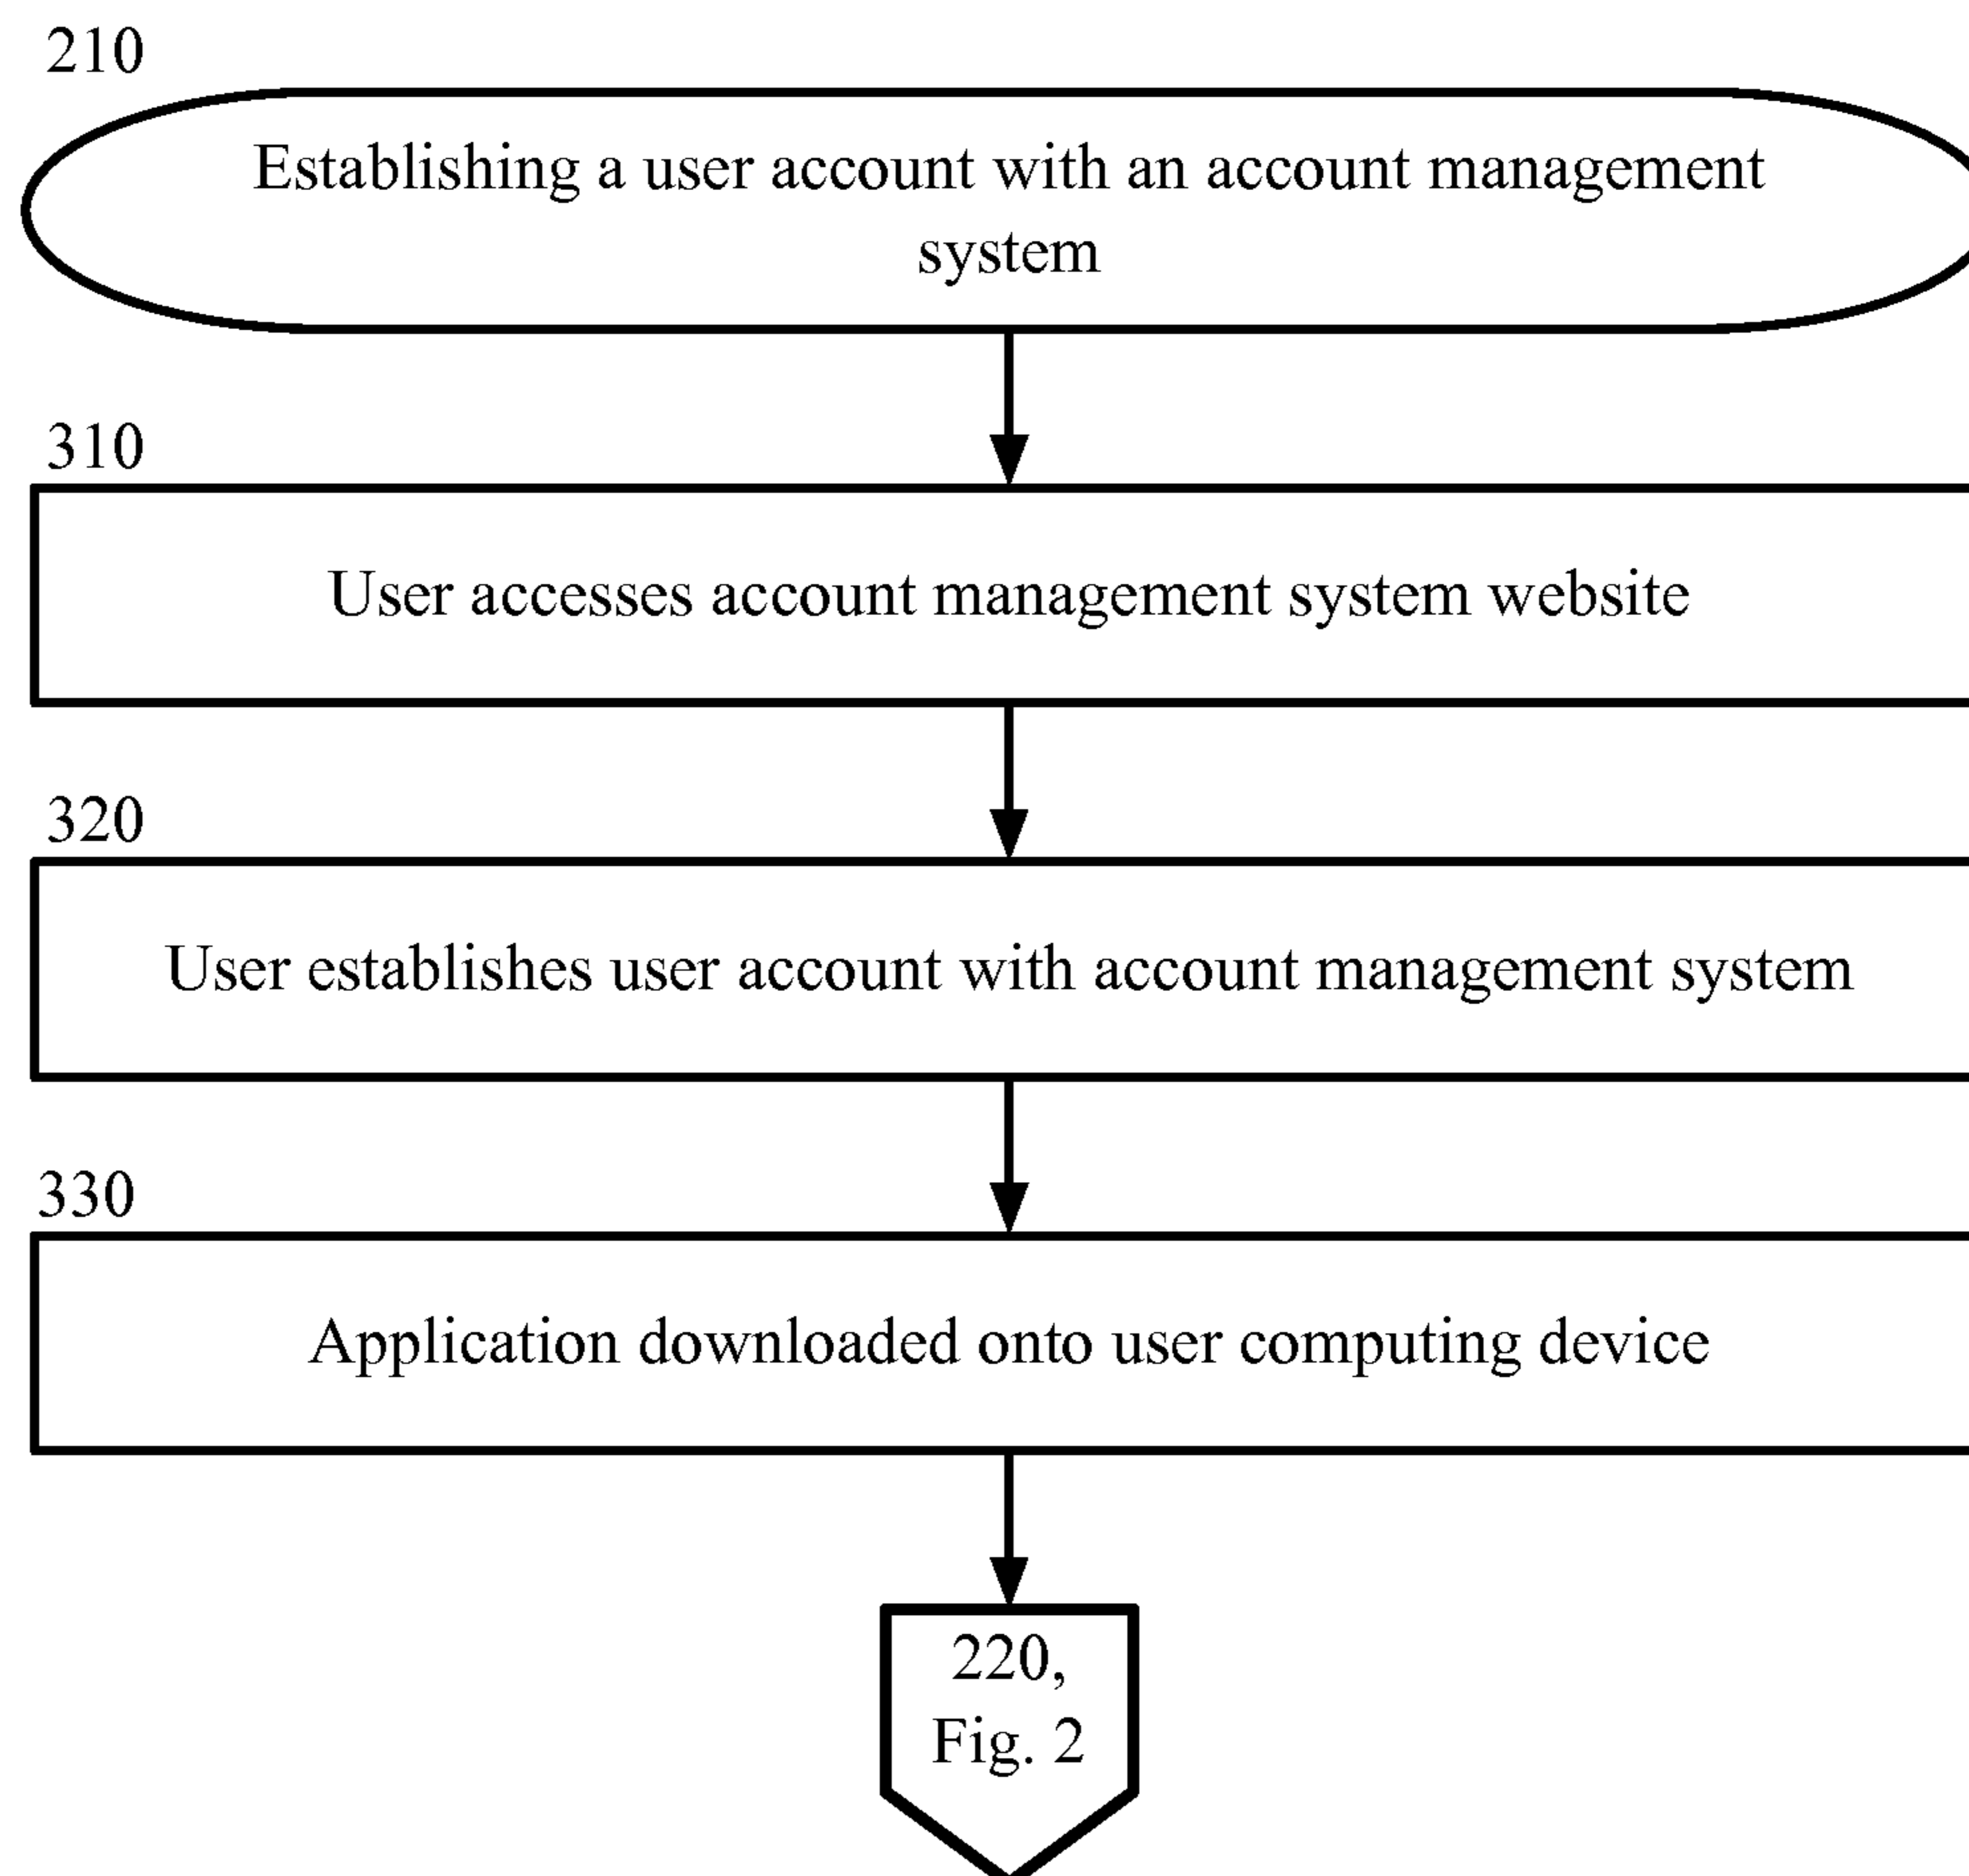 210
Establishing a user account with an account management
system
310
User accesses account management system website
320
User establishes user account with account management system
330
Application downloaded onto user computing device
220,
Fig. 2